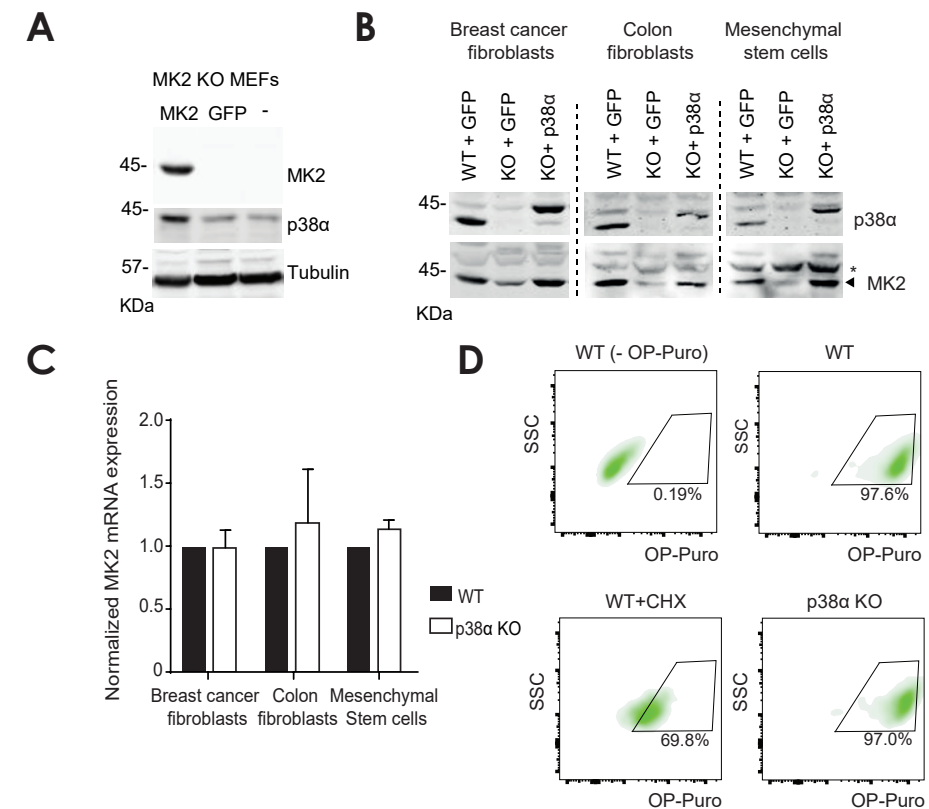 A
MK2 KO MEFs
MK2 GFP -
45-
MK2
45-
p38α
57-
Tubulin
KDa
B
Breast cancer
fibroblasts
Colon
fibroblasts
Mesenchymal
stem cells
WT + GFP
KO + GFP
KO+ p38α
WT + GFP
KO + GFP
KO+ p38α
WT + GFP
KO + GFP
KO+ p38α
45-
p38α
45-
*
MK2
KDa
C
Normalized MK2 mRNA expression
2.0
1.5
1.0
0.5
0
Breast cancer
fibroblasts
Colon
fibroblasts
Mesenchymal
Stem cells
WT
p38α KO
D
WT (- OP-Puro)
SSC
0.19%
OP-Puro
WT
SSC
97.6%
OP-Puro
WT+CHX
SSC
69.8%
OP-Puro
p38α KO
SSC
97.0%
OP-Puro